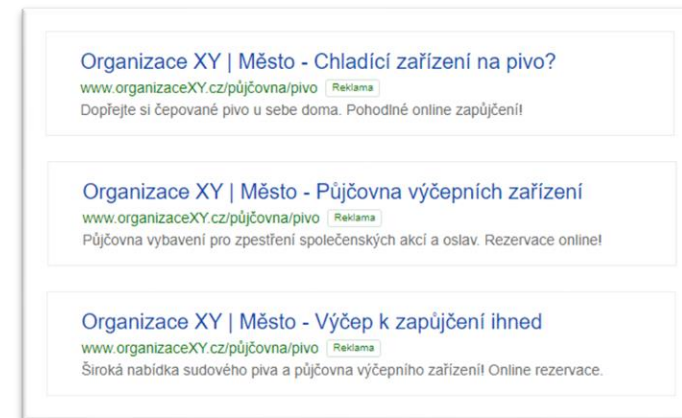 Organizace XY | Město - Chladící zařízení na pivo?
www.organizaceXY.cz/půjčovna/pivo Reklama
Dopřejte si čepované pivo u sebe doma. Pohodlné online zapůjčení!
Organizace XY | Město - Půjčovna výčepních zařízení
www.organizaceXY.cz/půjčovna/pivo Reklama
Půjčovna vybavení pro zpestření společenských akcí a oslav. Rezervace online!
Organizace XY | Město - Výčep k zapůjčení ihned
www.organizaceXY.cz/půjčovna/pivo Reklama
Široká nabídka sudového piva a půjčovna výčepního zařízení! Online rezervace.